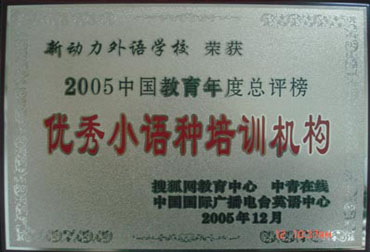 新动力外语学校 荣获
2005中国教育年度总评榜
优秀小语种培训机构
搜狐网教育中心 中青在线
中国国际广播电台英语中心
2005年12月